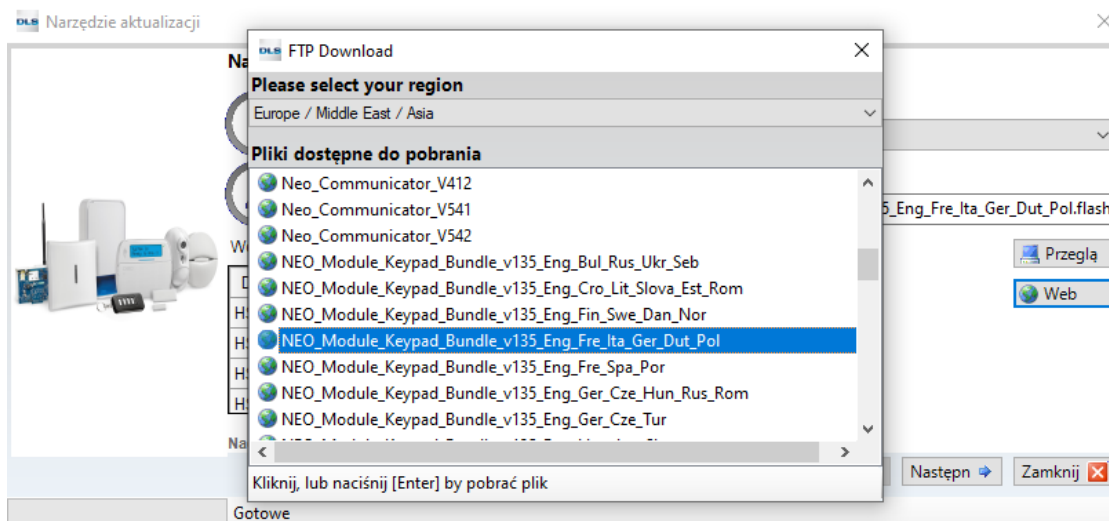 DLS Narzędzie aktualizacji
DLS FTP Download
Na
Please select your region
Europe / Middle East / Asia
Pliki dostępne do pobrania
Neo_Communicator_V412
Neo_Communicator_V541
Neo_Communicator_V542
NEO_Module_Keypad_Bundle_v135_Eng_Bul_Rus_Ukr_Seb
NEO_Module_Keypad_Bundle_v135_Eng_Cro_Lit_Slova_Est_Rom
NEO_Module_Keypad_Bundle_v135_Eng_Fin_Swe_Dan_Nor
NEO_Module_Keypad_Bundle_v135_Eng_Fre_Ita_Ger_Dut_Pol
NEO_Module_Keypad_Bundle_v135_Eng_Fre_Spa_Por
NEO_Module_Keypad_Bundle_v135_Eng_Ger_Cze_Hun_Rus_Rom
NEO_Module_Keypad_Bundle_v135_Eng_Ger_Cze_Tur
5_Eng_Fre_Ita_Ger_Dut_Pol.flash
Przeglą
Web
Na
Kliknij, lub naciśnij [Enter] by pobrać plik
Następn
Zamknij
Gotowe